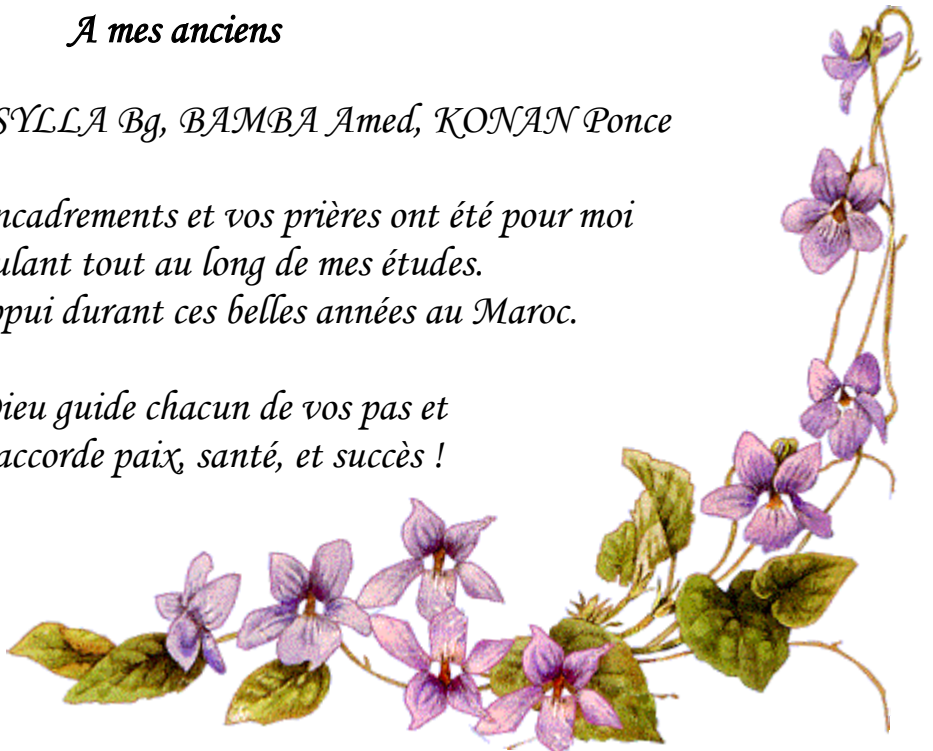 A mes anciens
SYLLA Bg, BAMBA Amed, KONAN Ponce
ncadrements et vos prières ont été pour moi
ulant tout au long de mes études.
ppui durant ces belles années au Maroc.
Dieu guide chacun de vos pas et
accorde paix, santé, et succès !